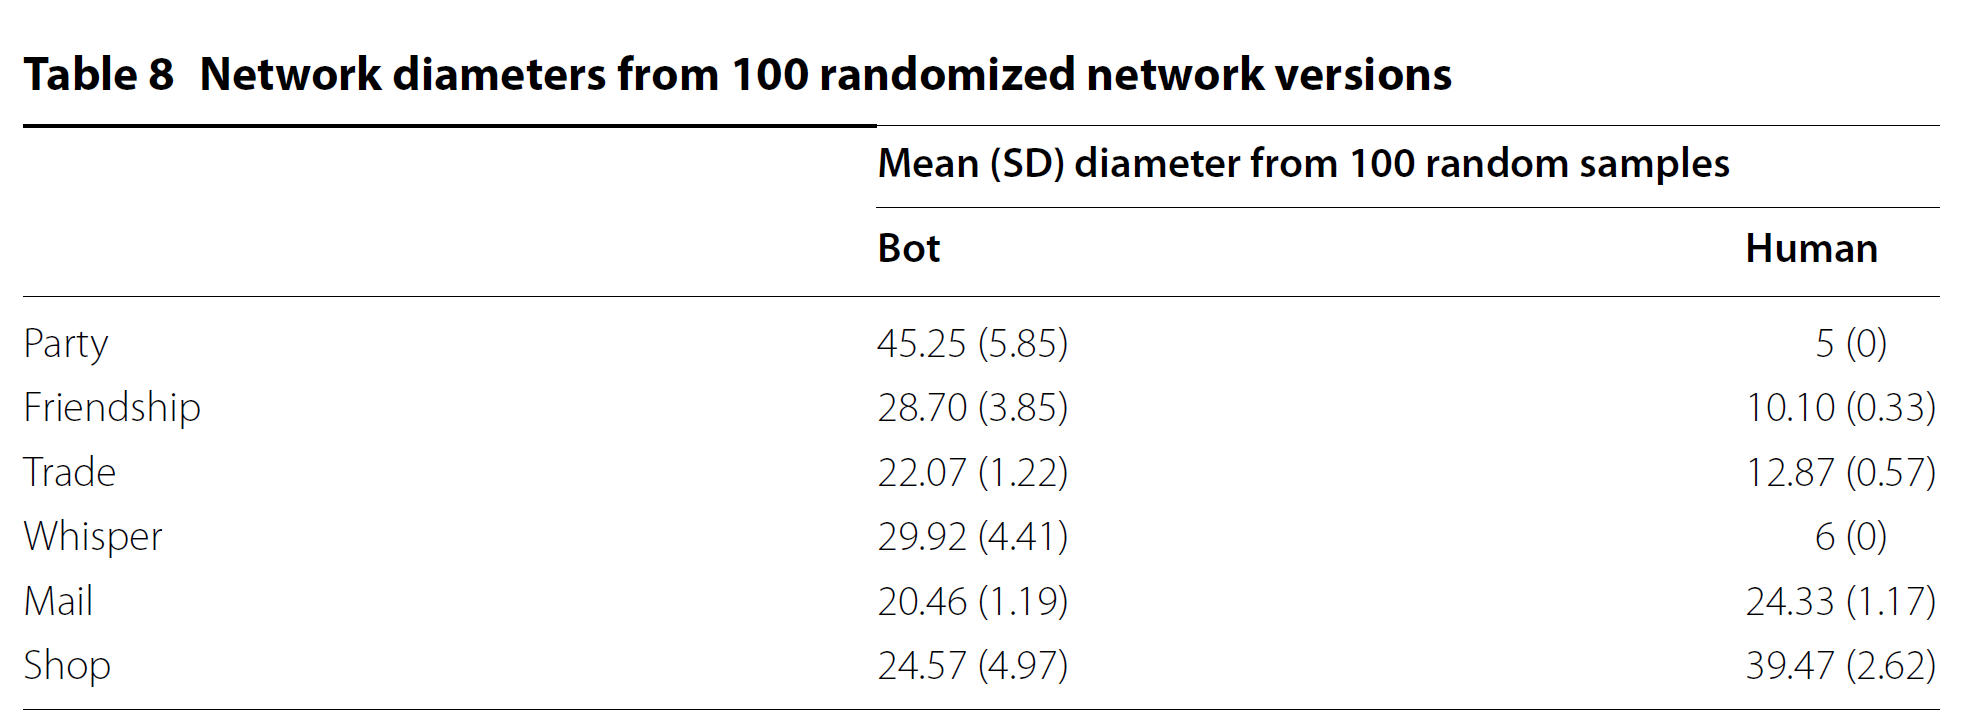 Table 8 Network diameters from 100 randomized network versions
Mean (SD) diameter from 100 random samples
Bot Human
Party 45.25 (5.85) 5 (0)
Friendship 28.70 (3.85) 10.10 (0.33)
Trade 22.07 (1.22) 12.87 (0.57)
Whisper 29.92 (4.41) 6 (0)
Mail 20.46 (1.19) 24.33 (1.17)
Shop 24.57 (4.97) 39.47 (2.62)